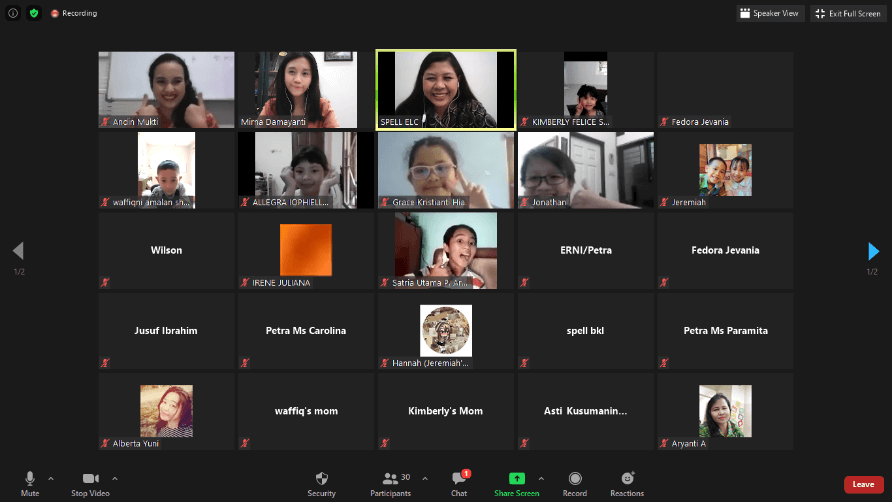 Recording
Speaker View
Exit Full Screen
Andin Mukti
Mirna Damayanti
SPELL ELC
KIMBERLY FELICE S...
Fedora Jevania
waffiqni amalan sh...
ALLEGRA IOPHIELL...
Grace Kristianti Hia
Jonathan
Jeremiah
Wilson
IRENE JULIANA
Satria Utama P. Ar...
ERNI/Petra
Fedora Jevania
1/2
1/2
Jusuf Ibrahim
Petra Ms Carolina
Hannah (Jeremiah'...
spell bkl
Petra Ms Paramita
Alberta Yuni
waffiq's mom
Kimberly's Mom
Asti Kusumanin...
Aryanti A
Mute
Stop Video
Security
Participants
30
Chat
1
Share Screen
Record
Reactions
Leave